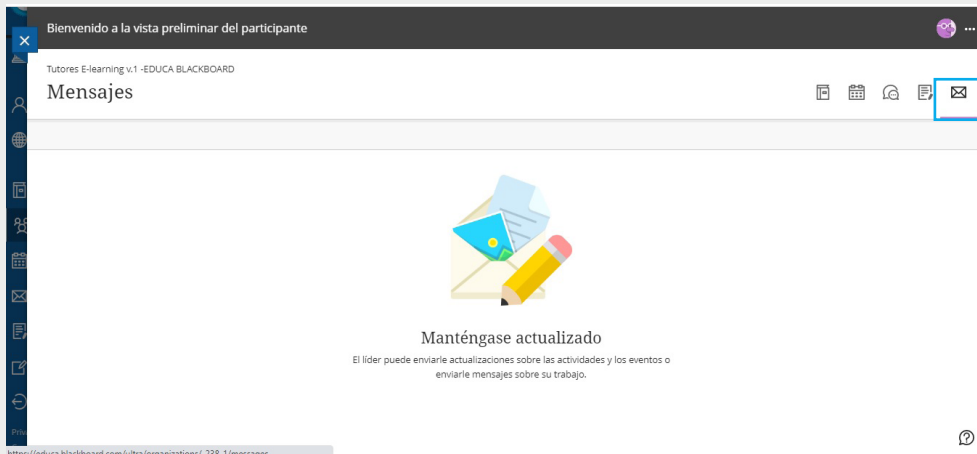 Bienvenido a la vista preliminar del participante
Tutores E-learning v.1 -EDUCA BLACKBOARD
Mensajes
Manténgase actualizado
El líder puede enviarle actualizaciones sobre las actividades y los eventos o
enviarle mensajes sobre su trabajo.
Priv